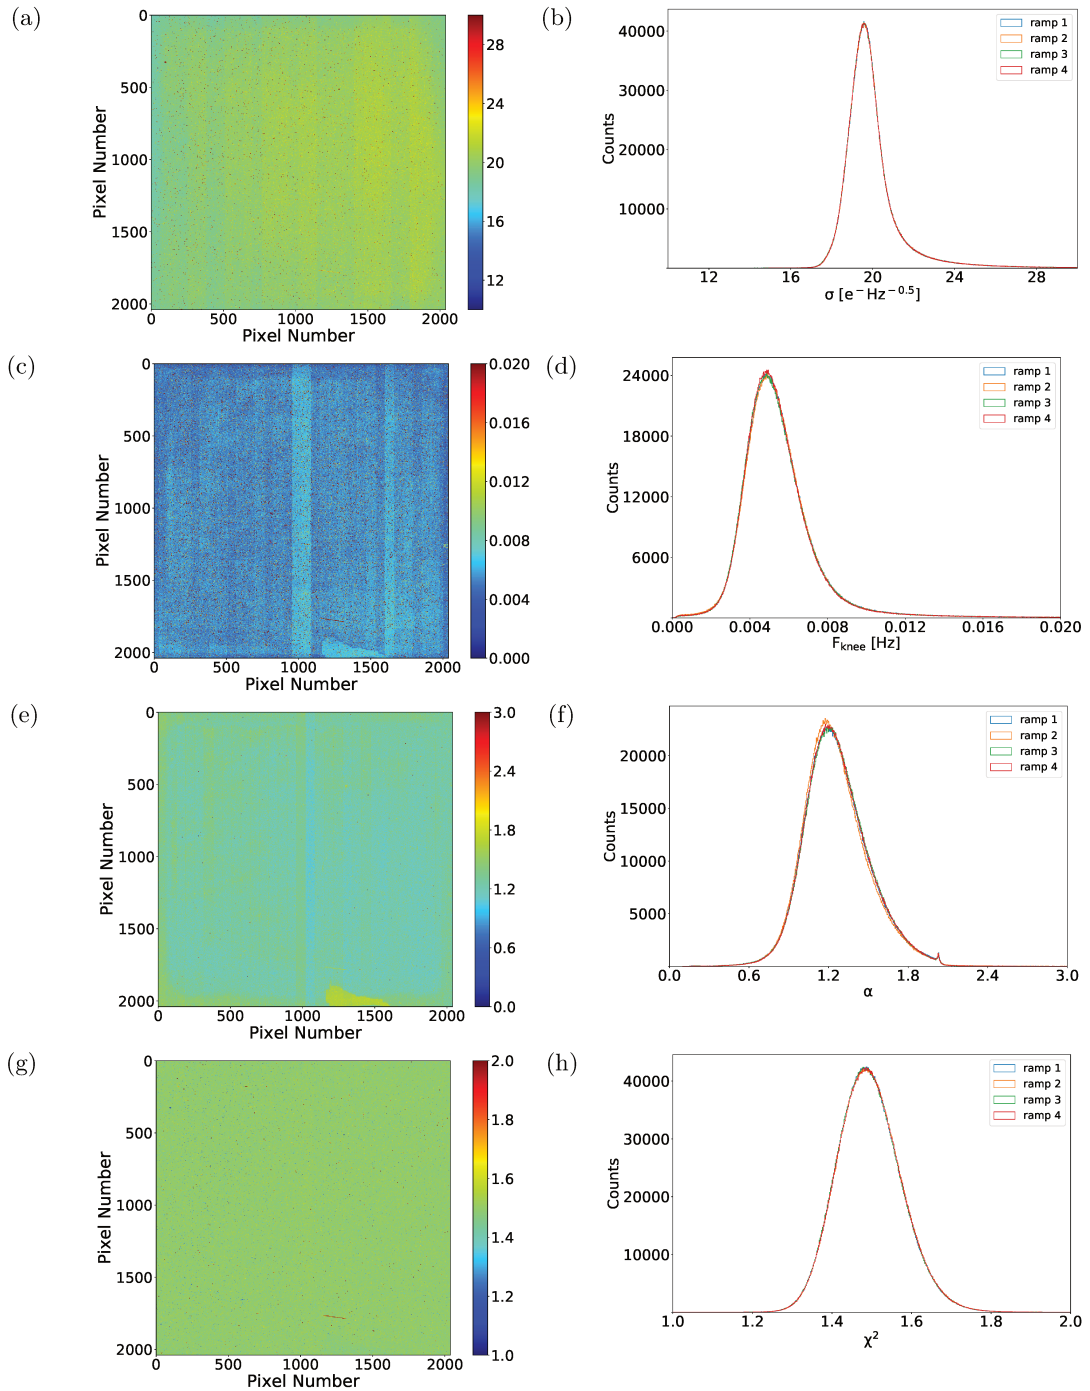 (a)
0
500
1000
1500
2000
Pixel Number
0 500 1000 1500 2000
Pixel Number
28
24
20
16
12
(b)
40000
30000
20000
10000
Counts
12 16 20 24 28
σ [e⁻Hz⁻⁰·⁵]
ramp 1
ramp 2
ramp 3
ramp 4
(c)
0
500
1000
1500
2000
Pixel Number
0 500 1000 1500 2000
Pixel Number
0.020
0.016
0.012
0.008
0.004
0.000
(d)
24000
18000
12000
6000
Counts
0.000 0.004 0.008 0.012 0.016 0.020
F_knee [Hz]
ramp 1
ramp 2
ramp 3
ramp 4
(e)
0
500
1000
1500
2000
Pixel Number
0 500 1000 1500 2000
Pixel Number
3.0
2.4
1.8
1.2
0.6
0.0
(f)
20000
15000
10000
5000
Counts
0.0 0.6 1.2 1.8 2.4 3.0
α
ramp 1
ramp 2
ramp 3
ramp 4
(g)
0
500
1000
1500
2000
Pixel Number
0 500 1000 1500 2000
Pixel Number
2.0
1.8
1.6
1.4
1.2
1.0
(h)
40000
30000
20000
10000
Counts
1.0 1.2 1.4 1.6 1.8 2.0
χ²
ramp 1
ramp 2
ramp 3
ramp 4